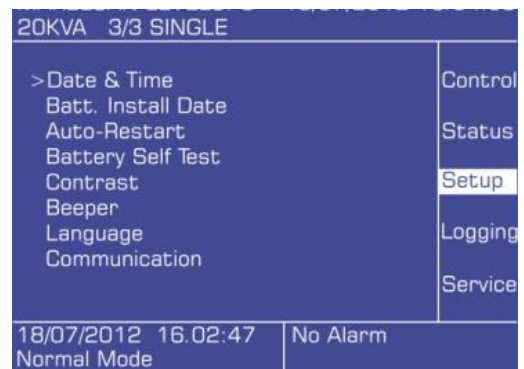 20KVA 3/3 SINGLE
>Date & Time
Batt. Install Date
Auto-Restart
Battery Self Test
Contrast
Beeper
Language
Communication
Control
Status
Setup
Logging
Service
18/07/2012 16.02:47
Normal Mode
No Alarm